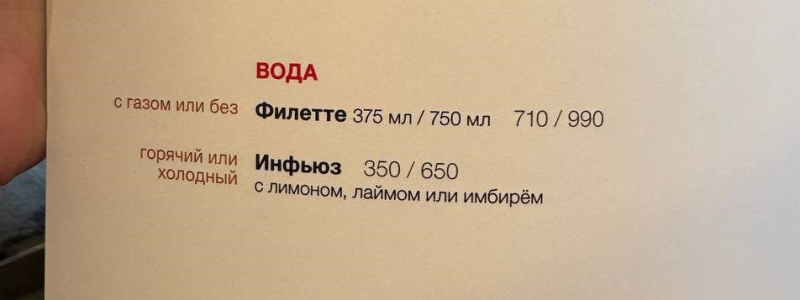 ВОДА
с газом или без Филетте 375 мл / 750 мл 710 / 990
горячий или
холодный
Инфьюз 350 / 650
с лимоном, лаймом или имбирём